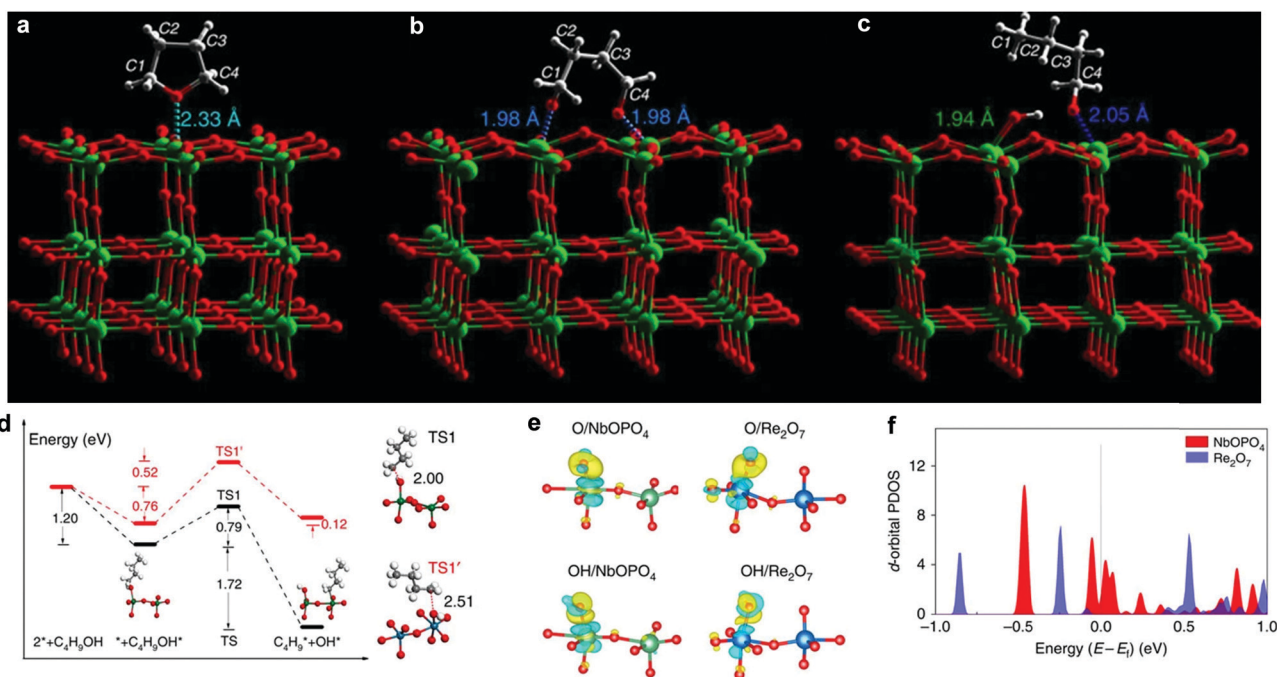 a
C2
C3
C1
C4
2.33 Å
b
C2
C3
C1
C4
1.98 Å
1.98 Å
c
C1
C2
C3
C4
1.94 Å
2.05 Å
d
Energy (eV)
TS1'
0.52
TS1
0.76
1.20
0.79
0.12
1.72
2*+C₄H₉OH
*+C₄H₉OH*
TS
C₄H₉*+OH*
TS1
2.00
TS1'
2.51
e
O/NbOPO₄
O/Re₂O₇
OH/NbOPO₄
OH/Re₂O₇
f
NbOPO₄
Re₂O₇
d-orbital PDOS
12
8
4
0
−1.0
−0.5
0.0
0.5
1.0
Energy (E−Ef) (eV)